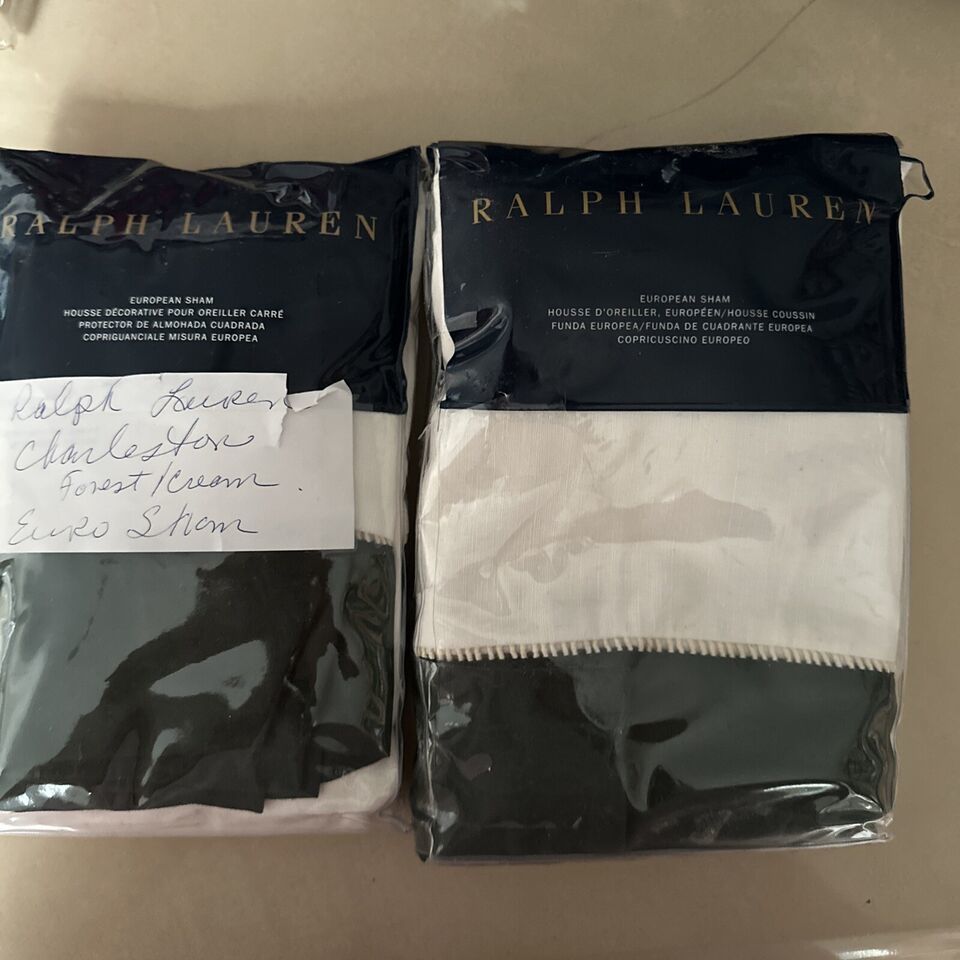 RALPH LAUREN
EUROPEAN SHAM
HOUSSE DÉCORATIVE POUR OREILLER CARRÉ
PROTECTOR DE ALMOHADA CUADRADA
COPRIGUANCIALE MISURA EUROPEA
Ralph Lauren
Charleston
Forest/Cream.
Euro Sham
RALPH LAUREN
EUROPEAN SHAM
HOUSSE D'OREILLER, EUROPÉEN/HOUSSE COUSSIN
FUNDA EUROPEA/FUNDA DE CUADRANTE EUROPEA
COPRICUSCINO EUROPEO